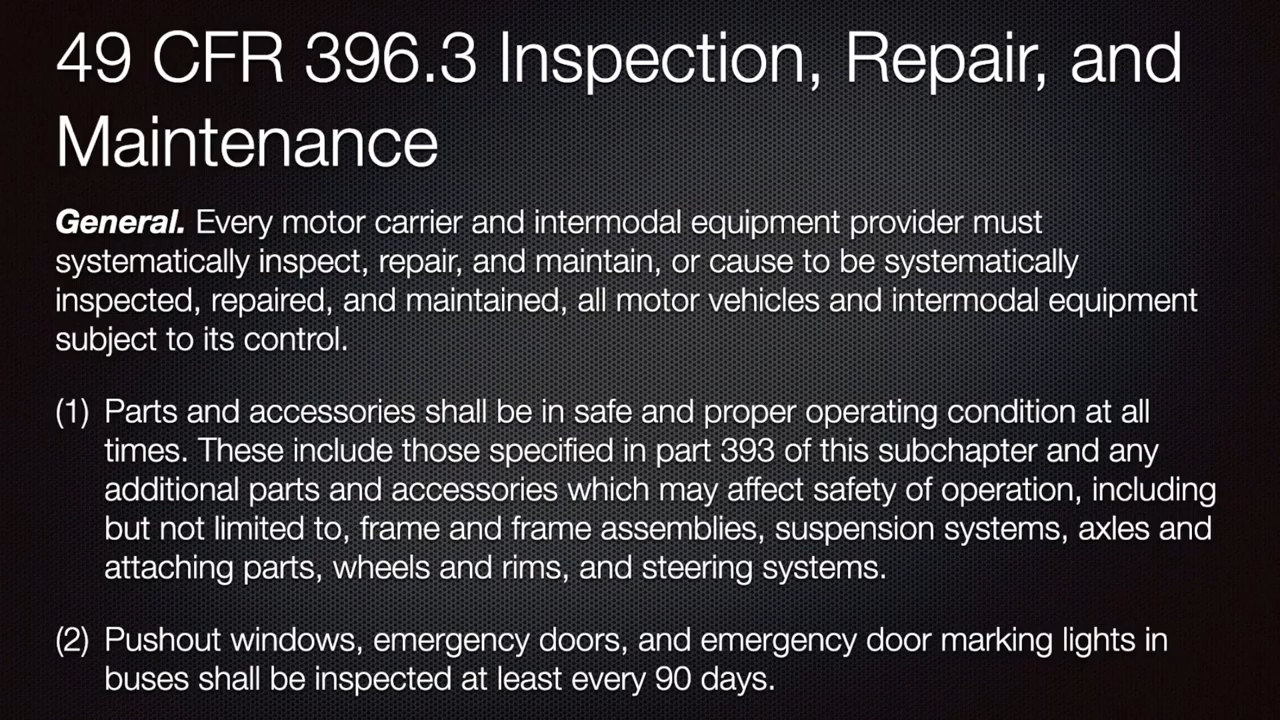 49 CFR 396.3 Inspection, Repair, and
Maintenance
General. Every motor carrier and intermodal equipment provider must
systematically inspect, repair, and maintain, or cause to be systematically
inspected, repaired, and maintained, all motor vehicles and intermodal equipment
subject to its control.
(1) Parts and accessories shall be in safe and proper operating condition at all
times. These include those specified in part 393 of this subchapter and any
additional parts and accessories which may affect safety of operation, including
but not limited to, frame and frame assemblies, suspension systems, axles and
attaching parts, wheels and rims, and steering systems.
(2) Pushout windows, emergency doors, and emergency door marking lights in
buses shall be inspected at least every 90 days.